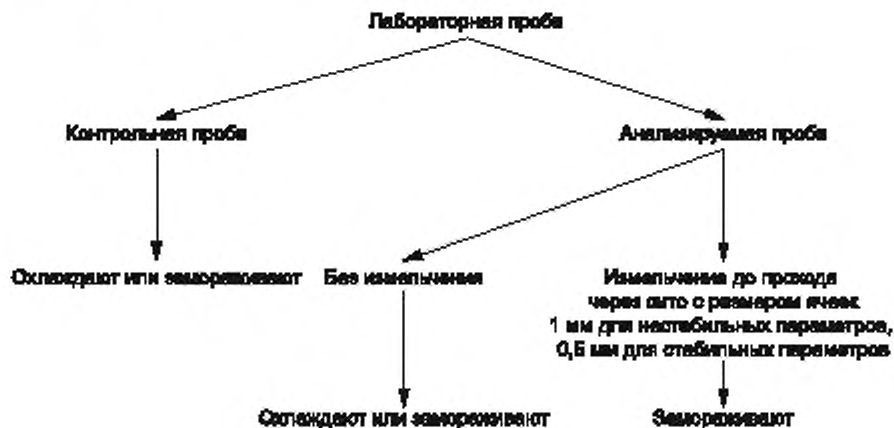 Лабораторная проба
Контрольная проба
Анализируемая проба
Охлаждают или замораживают
Без измельчения
Измельчение до прохода
через сито с размером ячеек
1 мм для нестабильных параметров,
0,5 мм для стабильных параметров
Охлаждают или замораживают
Замораживают